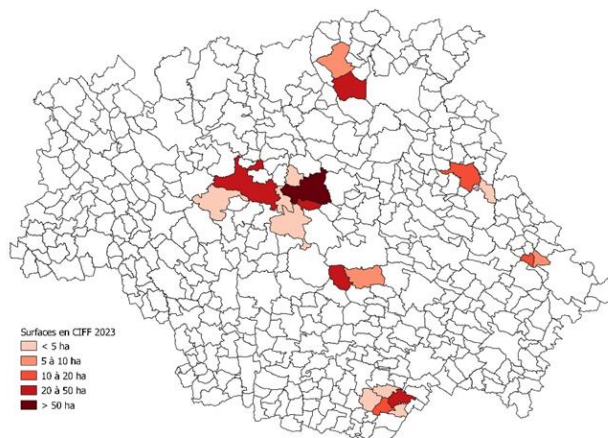 Surfaces en CIFF 2023
< 5 ha
5 à 10 ha
10 à 20 ha
20 à 50 ha
> 50 ha